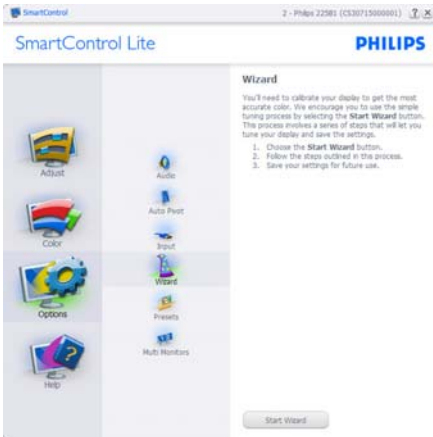 SmartControl
2 - Philips 225B1 (CS30715000001)
? X
SmartControl Lite
PHILIPS
Adjust
Color
Options
Help
Audio
Auto Pivot
Input
Wizard
Presets
Multi Monitors
Wizard
You'll need to calibrate your display to get the most
accurate color. We encourage you to use the simple
tuning process by selecting the Start Wizard button.
This process involves a series of steps that will let you
tune your display and save the settings.
1. Choose the Start Wizard button.
2. Follow the steps outlined in the process.
3. Save your settings for future use.
Start Wizard